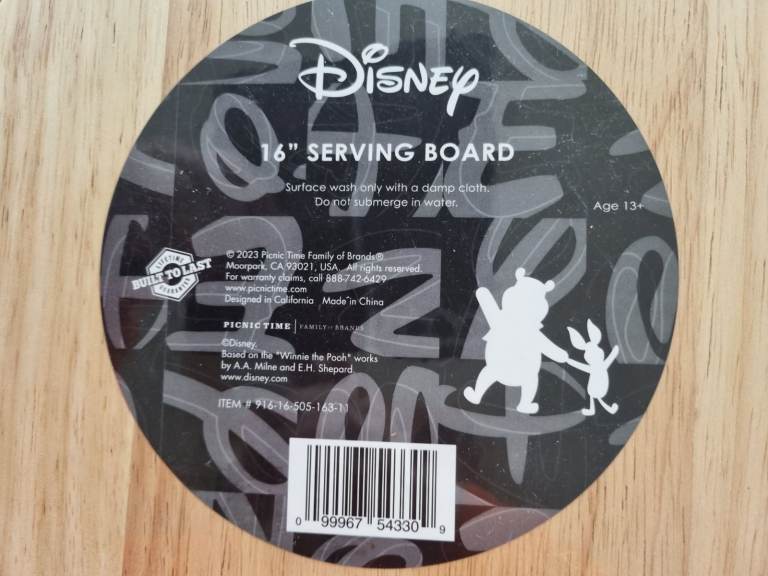 Disney
16” SERVING BOARD
Surface wash only with a damp cloth.
Do not submerge in water.
Age 13+
LIFETIME
BUILT TO LAST
GUARANTEE
© 2023 Picnic Time Family of Brands®
Moorpark, CA 93021, USA. All rights reserved.
For warranty claims, call 888-742-6429
www.picnictime.com
Designed in California Made in China
PICNIC TIME | FAMILY OF BRANDS
©Disney.
Based on the "Winnie the Pooh" works
by A.A. Milne and E.H. Shepard.
www.disney.com
ITEM # 916-16-505-163-11
0 99967 54330 9